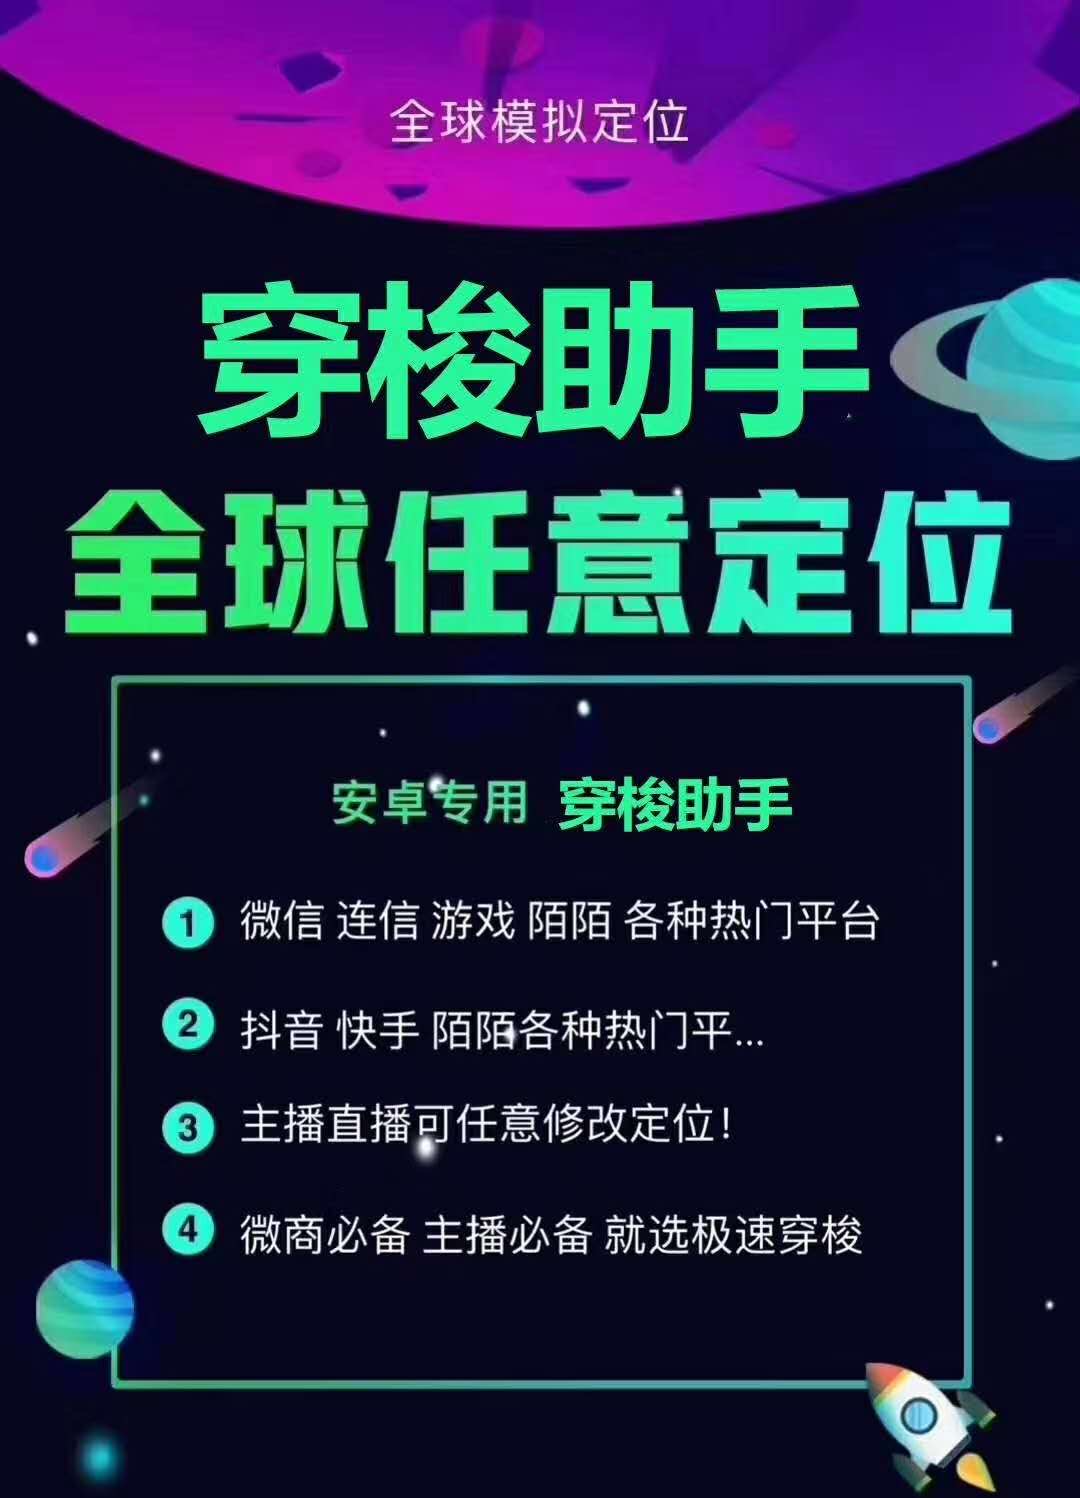 全球模拟定位
穿梭助手
全球任意定位
安卓专用 穿梭助手
1 微信 连信 游戏 陌陌 各种热门平台
2 抖音 快手 陌陌各种热门平...
3 主播直播可任意修改定位!
4 微商必备 主播必备 就选极速穿梭